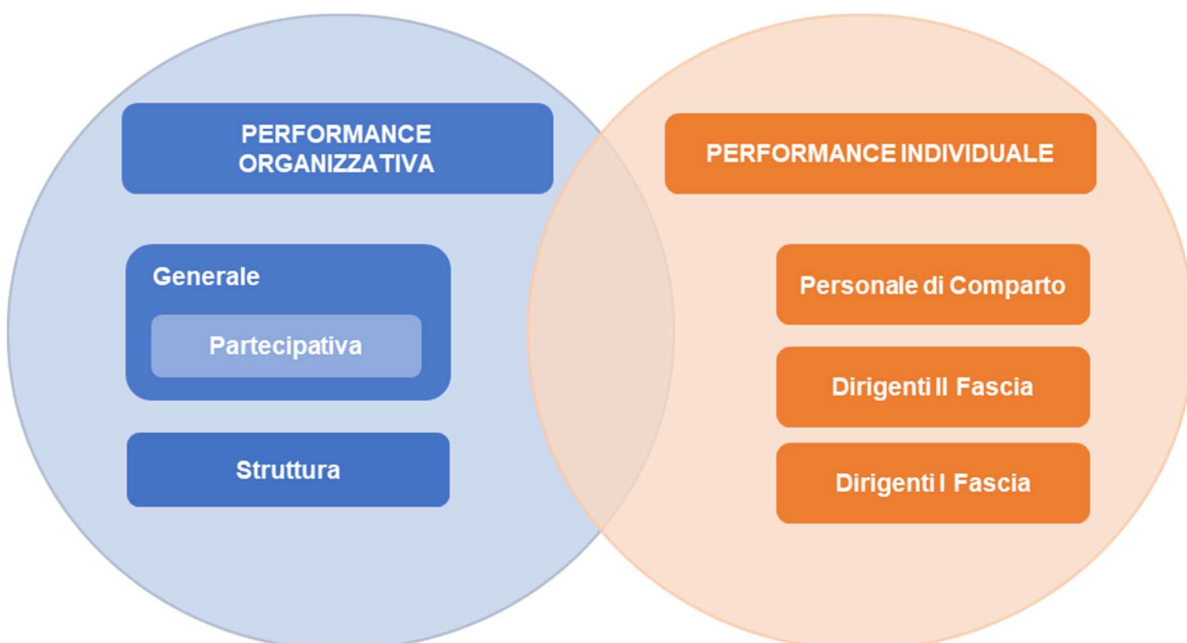 PERFORMANCE
ORGANIZZATIVA
Generale
Partecipativa
Struttura
PERFORMANCE INDIVIDUALE
Personale di Comparto
Dirigenti II Fascia
Dirigenti I Fascia